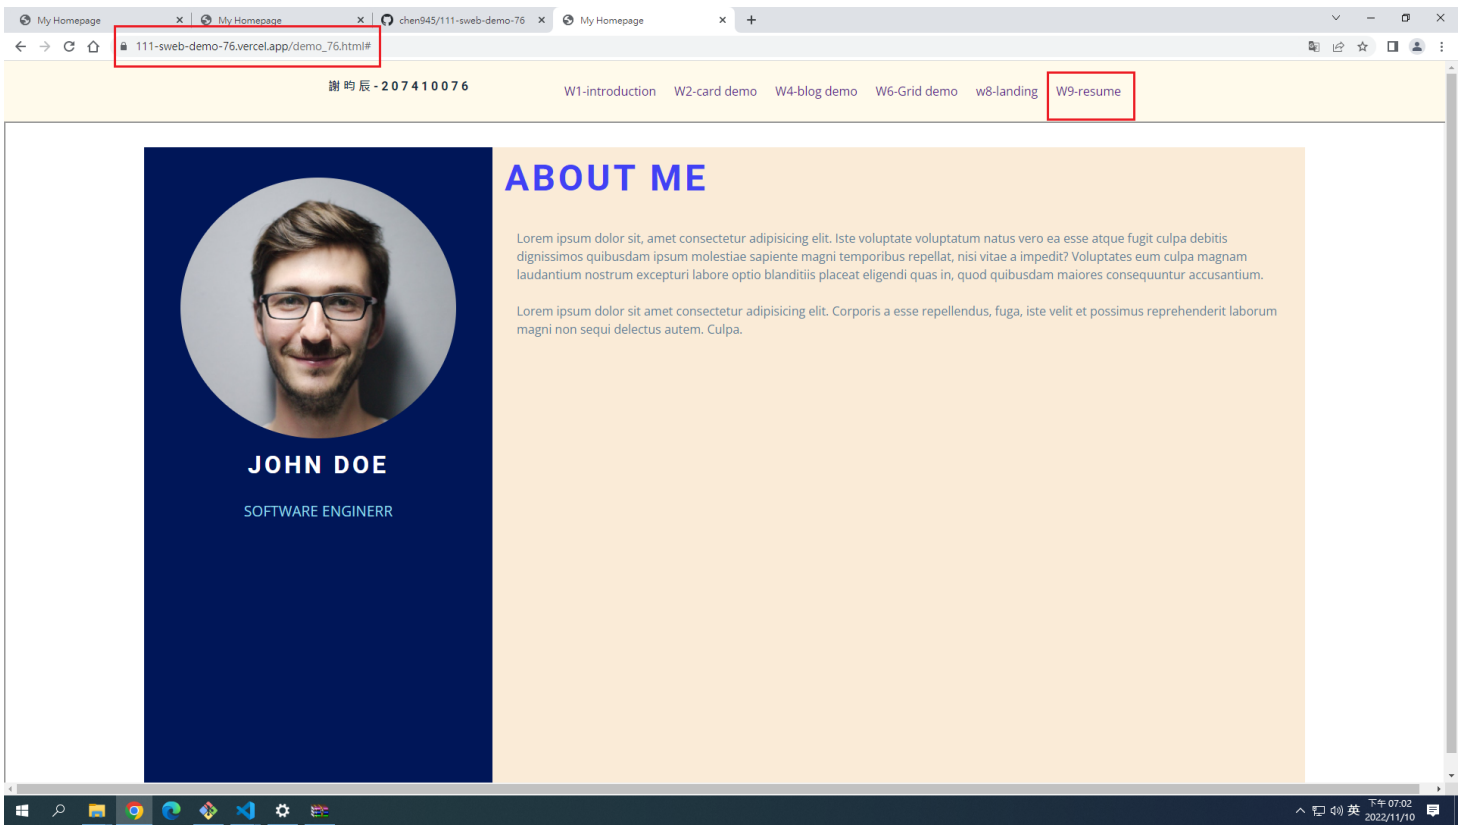 My Homepage
My Homepage
chen945/111-sweb-demo-76
My Homepage
111-sweb-demo-76.vercel.app/demo_76.html#
謝昀辰-207410076
W1-introduction W2-card demo W4-blog demo W6-Grid demo w8-landing W9-resume
JOHN DOE
SOFTWARE ENGINERR
ABOUT ME
Lorem ipsum dolor sit, amet consectetur adipisicing elit. Iste voluptate voluptatum natus vero ea esse atque fugit culpa debitis
dignissimos quibusdam ipsum molestiae sapiente magni temporibus repellat, nisi vitae a impedit? Voluptates eum culpa magnam
laudantium nostrum excepturi labore optio blanditiis placeat eligendi quas in, quod quibusdam maiores consequuntur accusantium.
Lorem ipsum dolor sit amet consectetur adipisicing elit. Corporis a esse repellendus, fuga, iste velit et possimus reprehenderit laborum
magni non sequi delectus autem. Culpa.
英
下午 07:02
2022/11/10